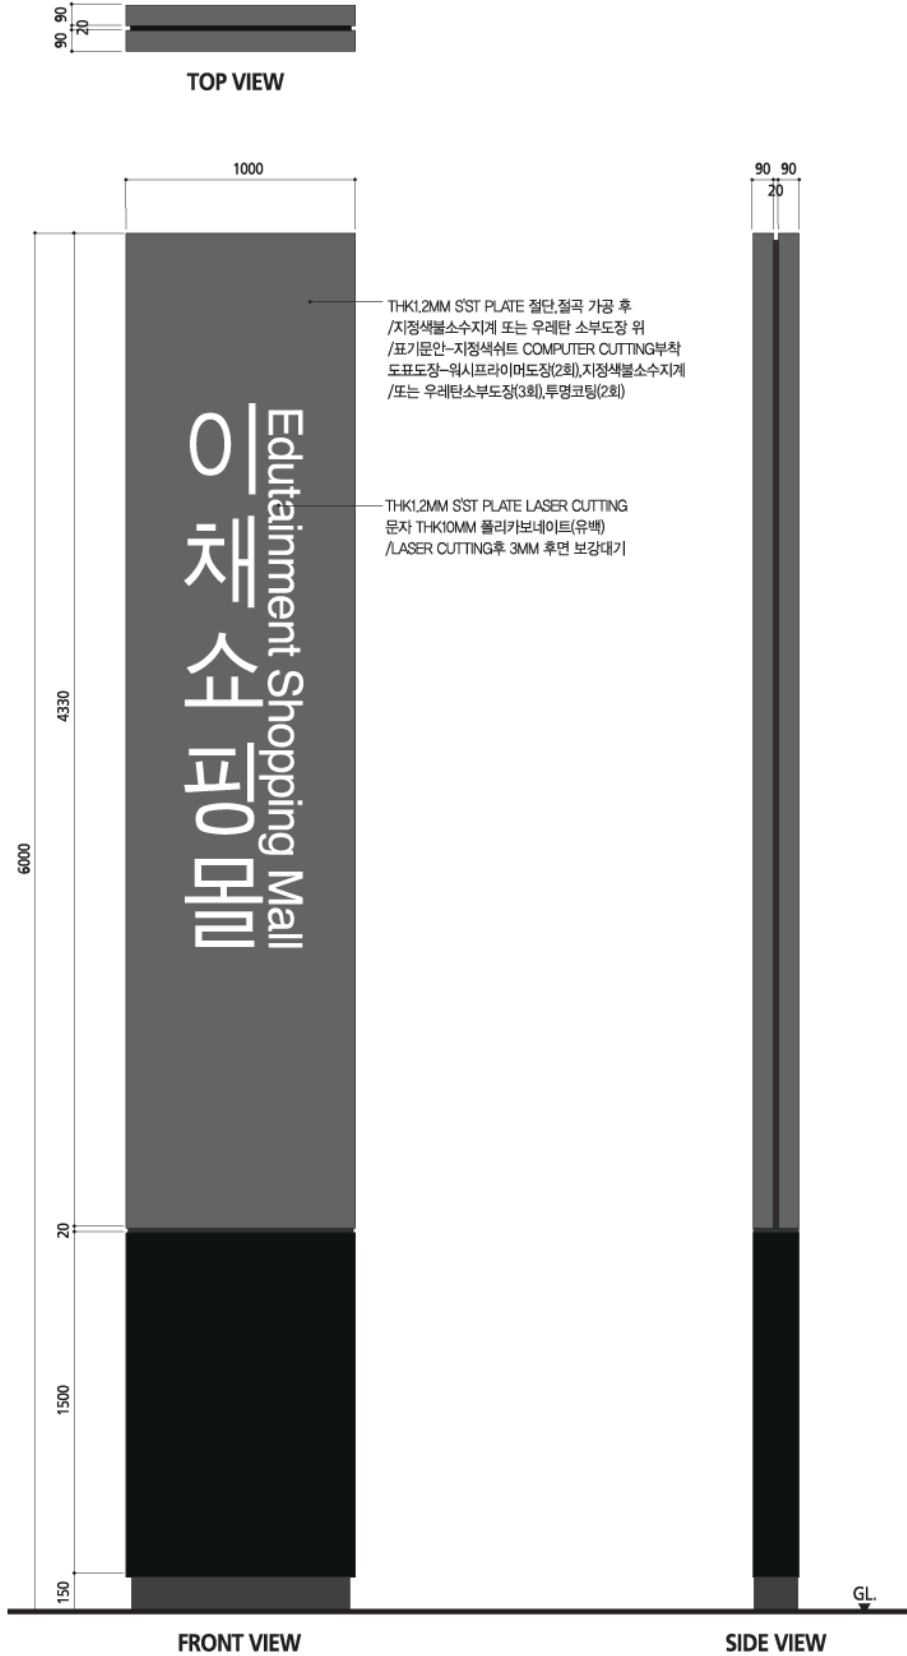 90
20
90
TOP VIEW
1000
90 90
20
THK1.2MM S'ST PLATE 절단,절곡 가공 후
/지정색불소수지계 또는 우레탄 소부도장 위
/표기문안-지정색쉬트 COMPUTER CUTTING부착
도표도장-워시프라이머도장(2회),지정색불소수지계
/또는 우레탄소부도장(3회),투명코팅(2회)
이채쇼핑몰
Edutainment Shopping Mall
THK1.2MM S'ST PLATE LASER CUTTING
문자 THK10MM 폴리카보네이트(유백)
/LASER CUTTING후 3MM 후면 보강대기
4330
6000
20
1500
150
GL.
FRONT VIEW
SIDE VIEW